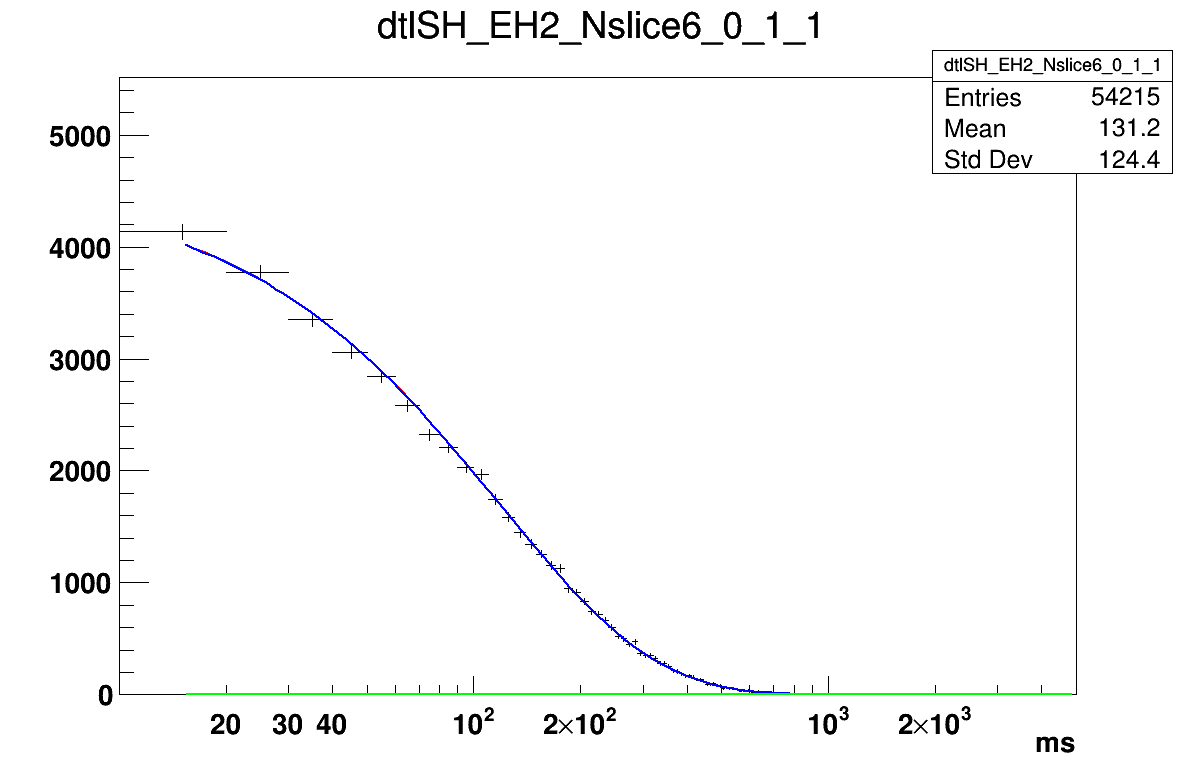 dtlSH_EH2_Nslice6_0_1_1
dtlSH_EH2_Nslice6_0_1_1
Entries 54215
Mean 131.2
Std Dev 124.4
5000
4000
3000
2000
1000
0
20 30 40 10² 2×10² 10³ 2×10³
ms